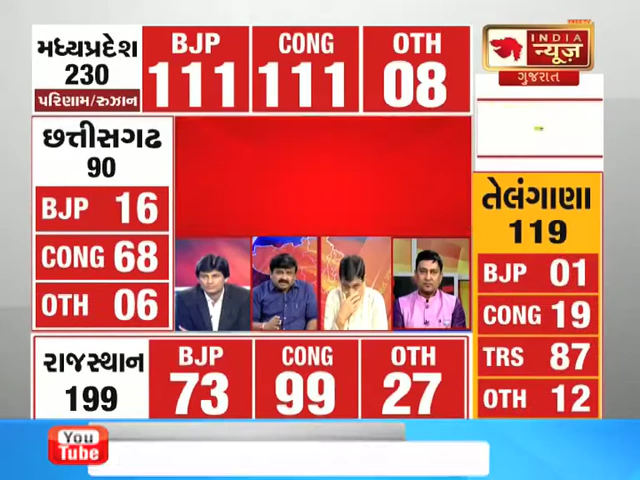 મધ્યપ્રદેશ
230
પરિણામ/રુઝાન
BJP
111
CONG
111
OTH
08
FREE TV
INDIA
न्यूज़
ગુજરાત
છત્તીસગઢ
90
BJP 16
CONG 68
OTH 06
તેલંગાણા
119
BJP 01
CONG 19
TRS 87
OTH 12
રાજસ્થાન
199
BJP
73
CONG
99
OTH
27
You
Tube